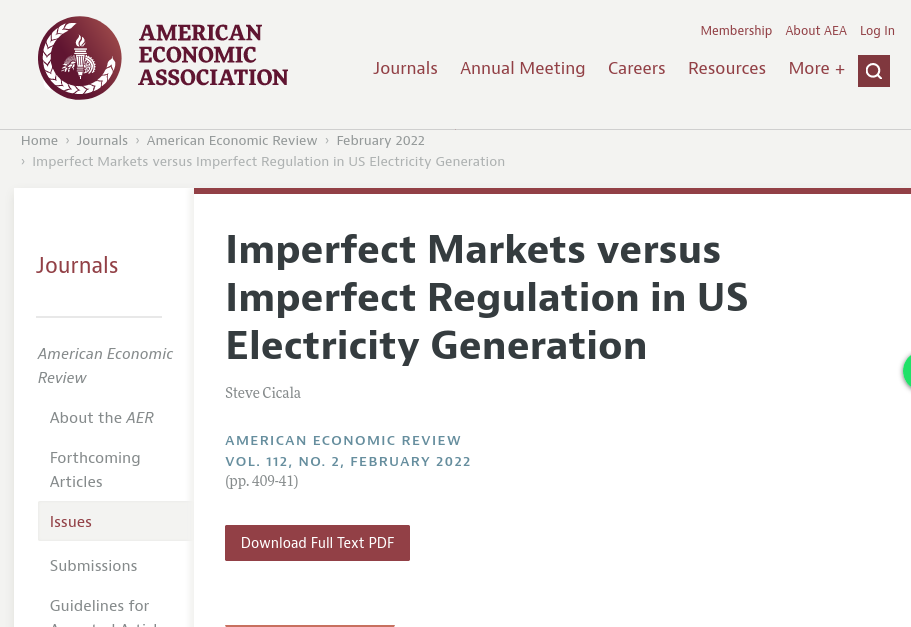 AMERICAN
ECONOMIC
ASSOCIATION
Membership About AEA Log In
Journals Annual Meeting Careers Resources More +
Home › Journals › American Economic Review › February 2022
› Imperfect Markets versus Imperfect Regulation in US Electricity Generation
Journals
American Economic
Review
About the AER
Forthcoming
Articles
Issues
Submissions
Guidelines for
Imperfect Markets versus
Imperfect Regulation in US
Electricity Generation
Steve Cicala
AMERICAN ECONOMIC REVIEW
VOL. 112, NO. 2, FEBRUARY 2022
(pp. 409-41)
Download Full Text PDF